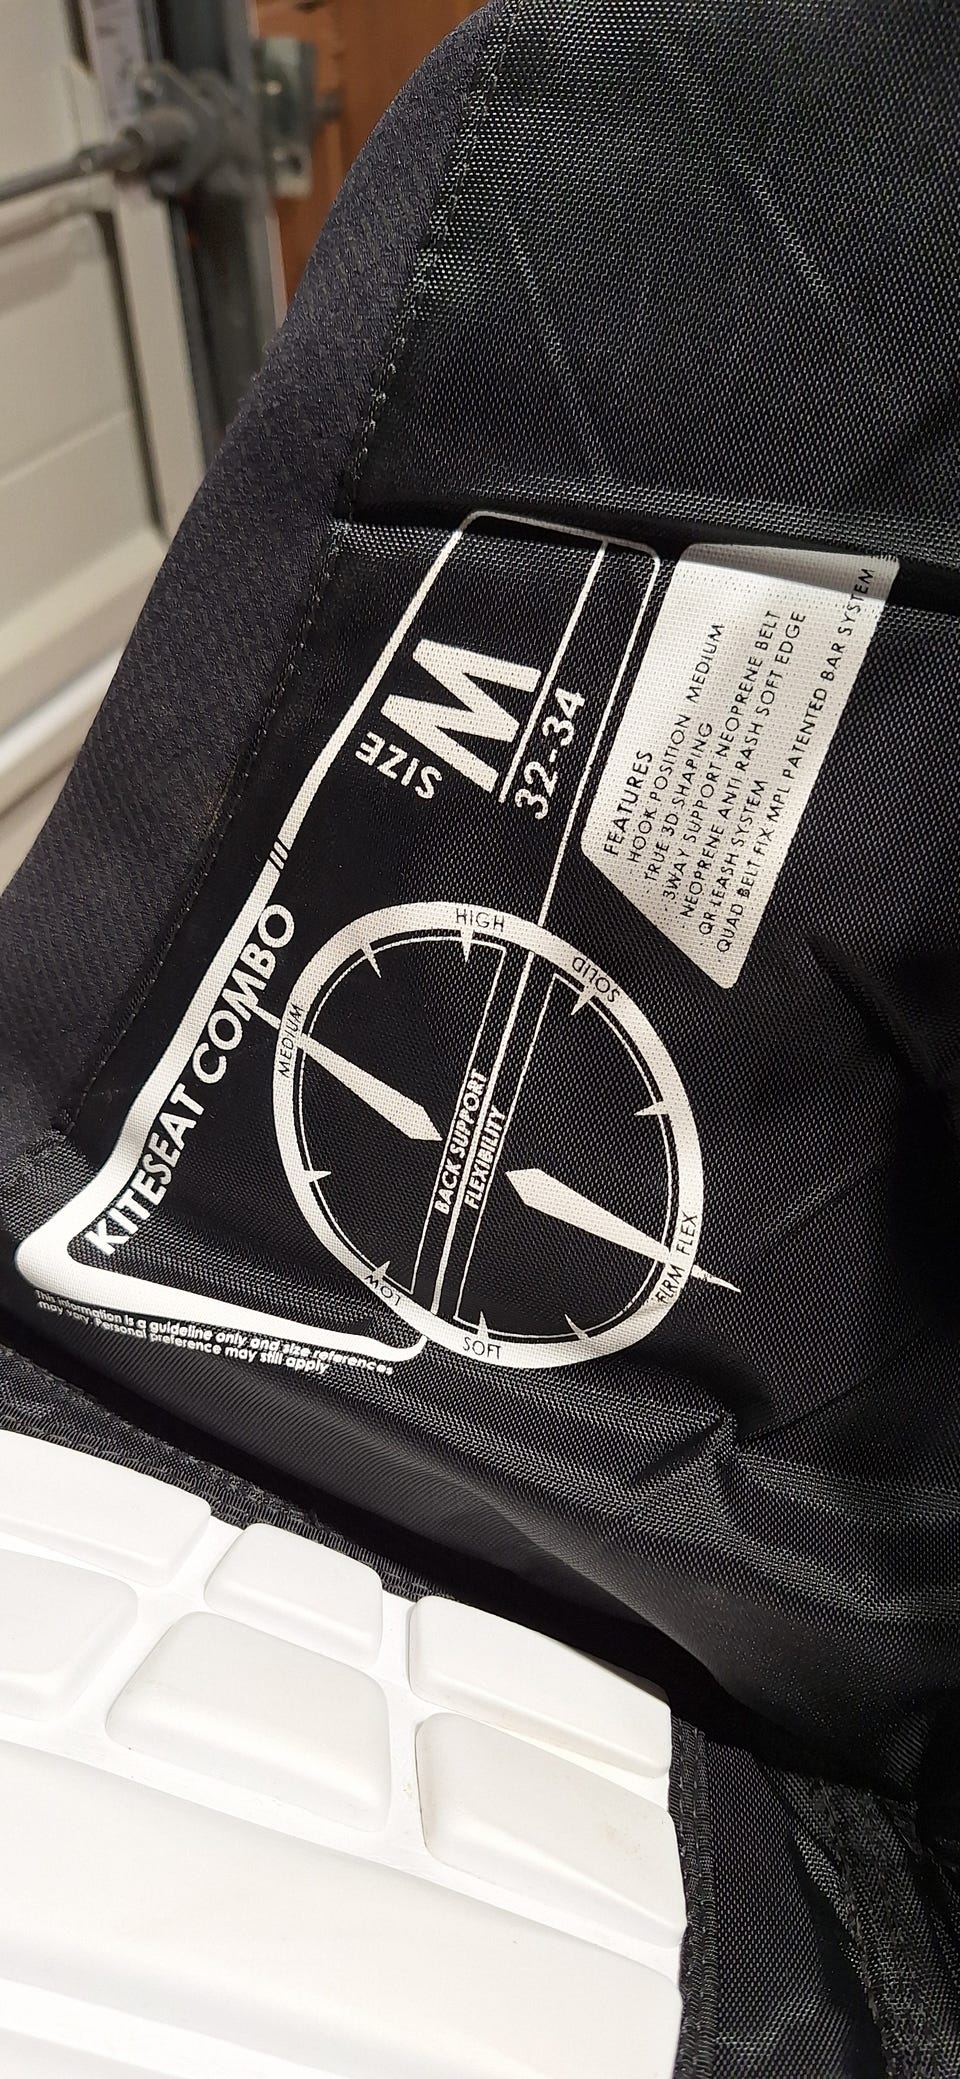 KITESEAT COMBO
SIZE
M
32-34
FEATURES
· HOOK POSITION MEDIUM
· TRUE 3D SHAPING
· 3WAY SUPPORT NEOPRENE BELT
· NEOPRENE ANTI RASH SOFT EDGE
· QR-LEASH SYSTEM
QUAD BELT FIX MPL PATENTED BAR SYSTEM
HIGH
MEDIUM
LOW
BACK SUPPORT
FLEXIBILITY
SOLID
FIRM FLEX
SOFT
This information is a guideline only and size references
may vary. Personal preference may still apply